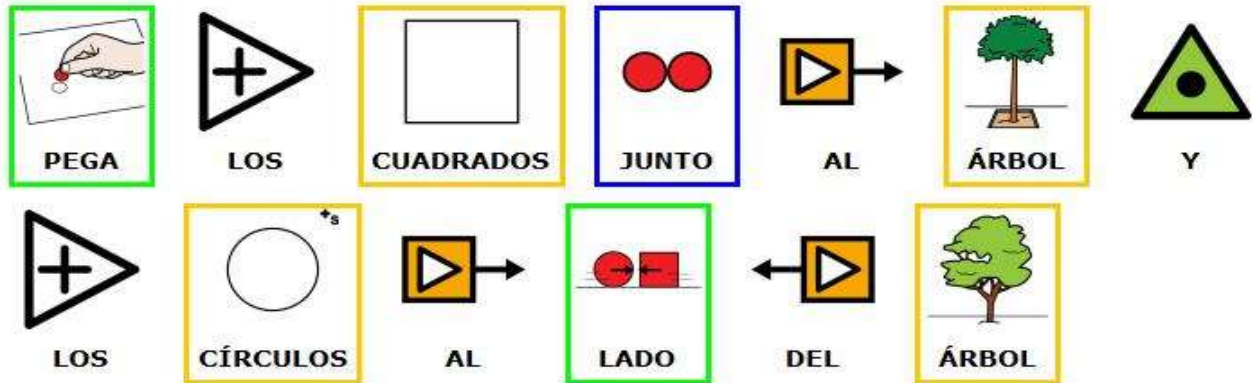 PEGA LOS CUADRADOS JUNTO AL ÁRBOL Y
+s
LOS CÍRCULOS AL LADO DEL ÁRBOL